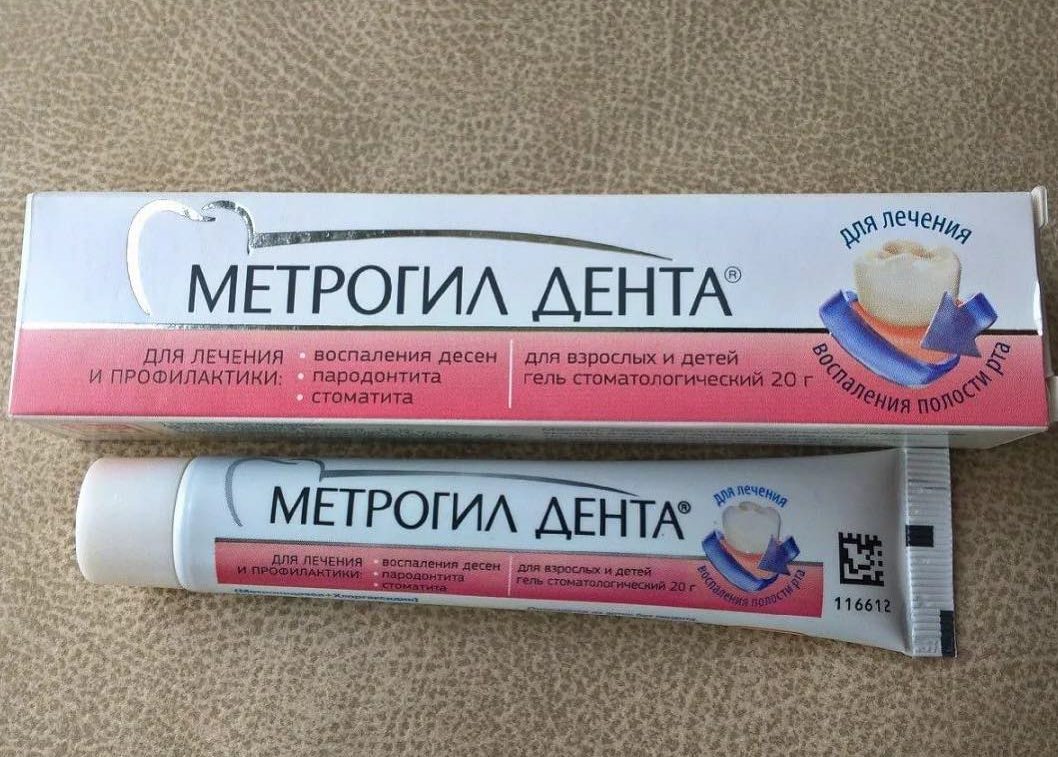 МЕТРОГИЛ ДЕНТА®
ДЛЯ ЛЕЧЕНИЯ
И ПРОФИЛАКТИКИ:
• воспаления десен
• пародонтита
• стоматита
для взрослых и детей
гель стоматологический 20 г
для лечения
воспаления полости рта
МЕТРОГИЛ ДЕНТА®
ДЛЯ ЛЕЧЕНИЯ
И ПРОФИЛАКТИКИ:
• воспаления десен
• пародонтита
• стоматита
для взрослых и детей
гель стоматологический 20 г
для лечения
воспаления полости рта
116612